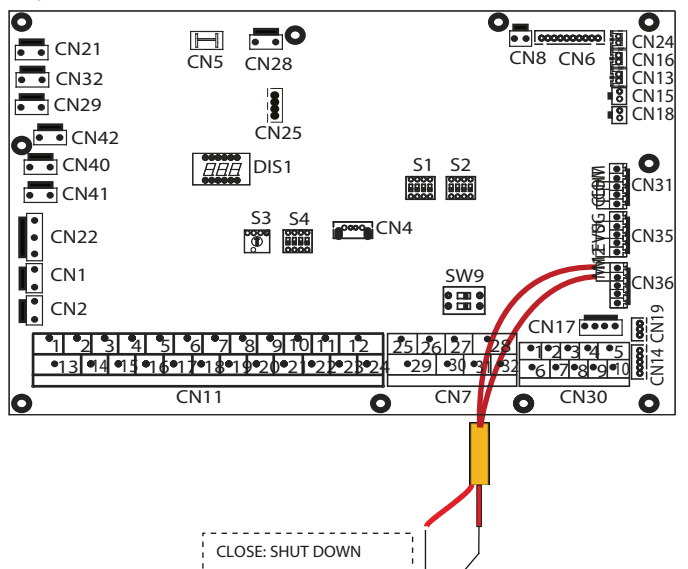 CN21
CN5
CN28
CN8 CN6
CN24
CN16
CN13
CN15
CN18
CN32
CN29
CN25
CN42
CN40
DIS1
S1 S2
CN31
CN41
CN22
S3 S4
CN4
CN35
CN1
SW9
CN36
CN2
CN17
CN19
1 2 3 4 5 6 7 8 9 10 11 12
25 26 27 28
1 2 3 4 5
CN14
13 14 15 16 17 18 19 20 21 22 23 24
29 30 31 32
6 7 8 9 10
CN11
CN7
CN30
CLOSE: SHUT DOWN